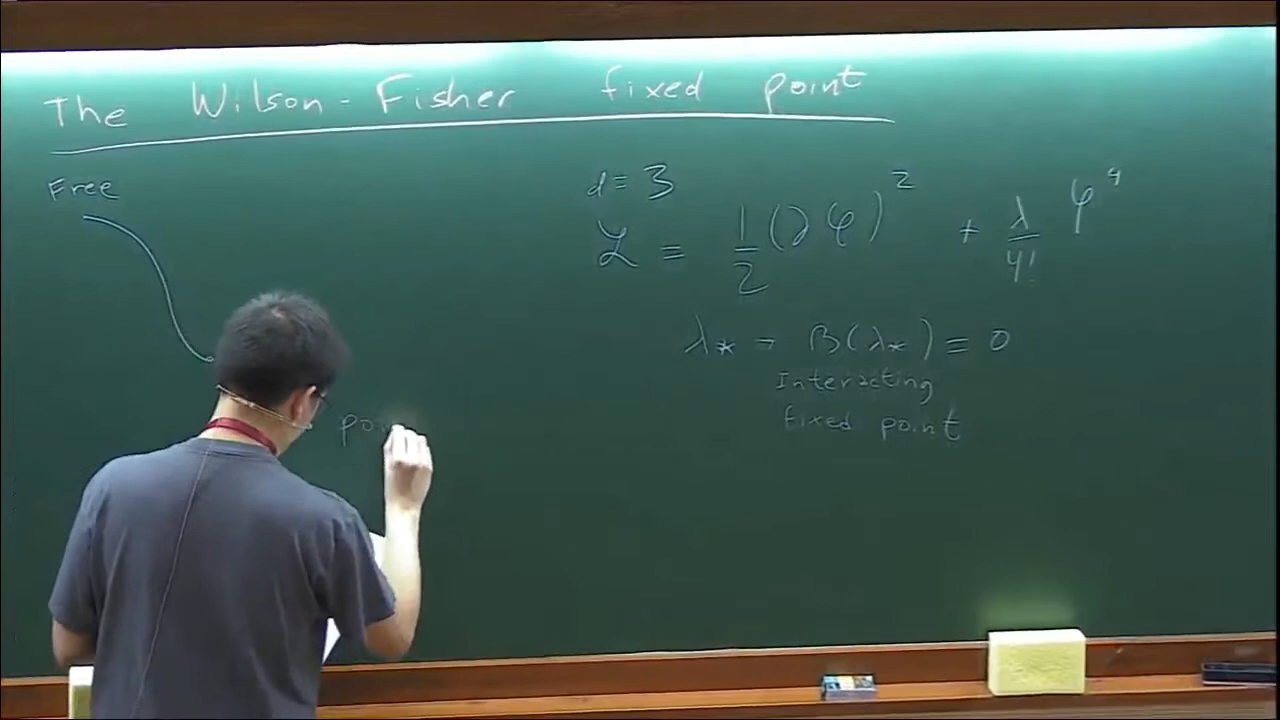 The Wilson-Fisher fixed point
Free
d=3
ℒ = 1/2 (∂φ)² + λ/4! φ⁴
λ* → β(λ*) = 0
Interacting
fixed point